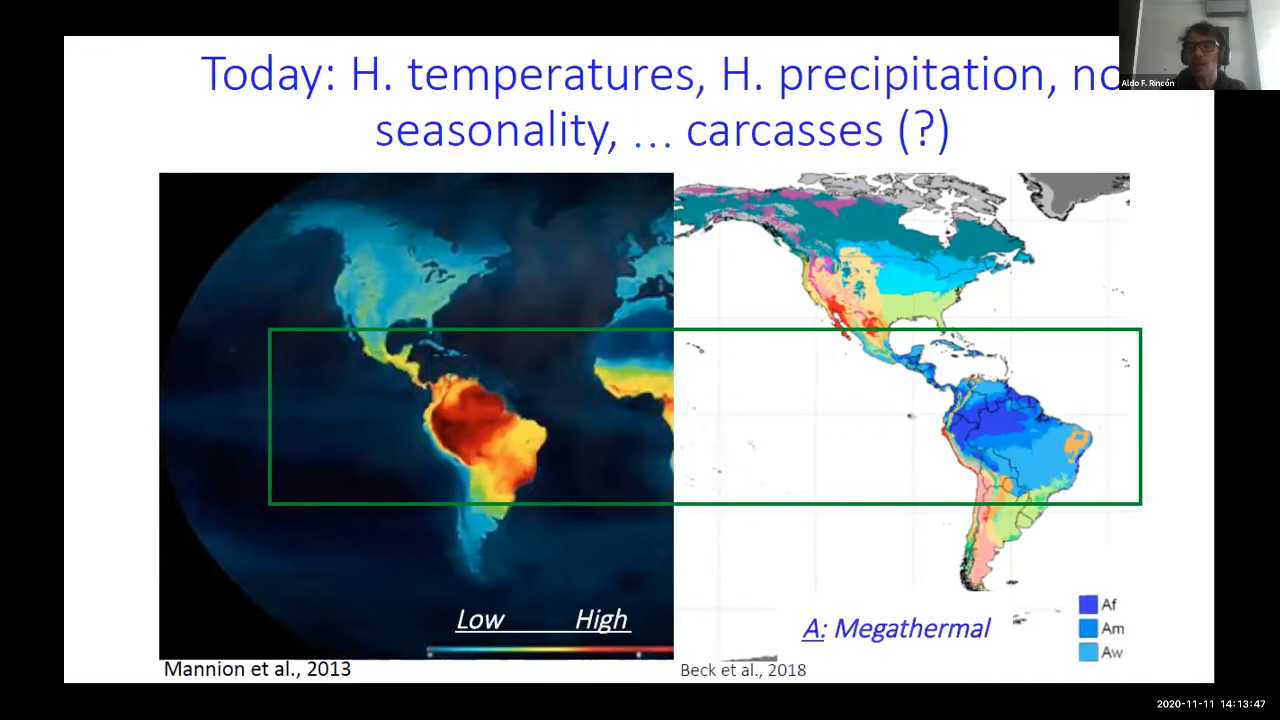 Today: H. temperatures, H. precipitation, no
seasonality, ... carcasses (?)
Aldo F. Rincón
Low High
A: Megathermal
Af
Am
Aw
Mannion et al., 2013
Beck et al., 2018
2020-11-11 14:13:47